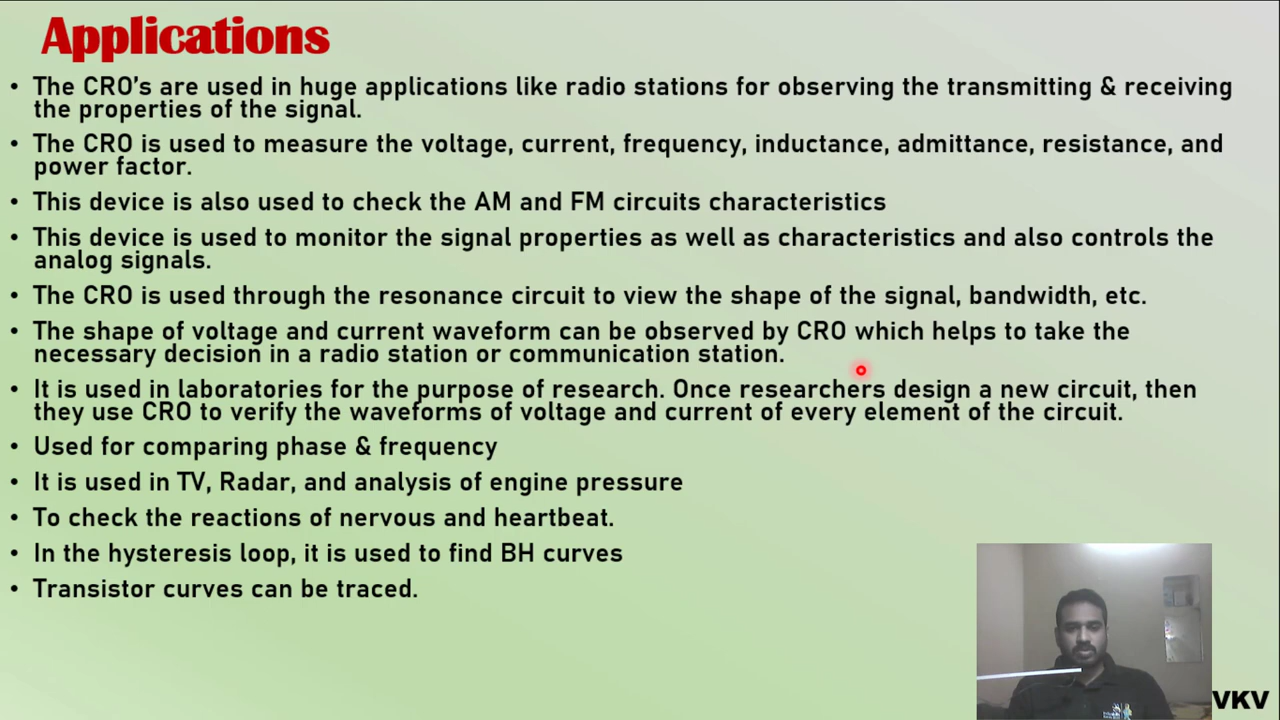 Applications
• The CRO's are used in huge applications like radio stations for observing the transmitting & receiving
the properties of the signal.
• The CRO is used to measure the voltage, current, frequency, inductance, admittance, resistance, and
power factor.
• This device is also used to check the AM and FM circuits characteristics
• This device is used to monitor the signal properties as well as characteristics and also controls the
analog signals.
• The CRO is used through the resonance circuit to view the shape of the signal, bandwidth, etc.
• The shape of voltage and current waveform can be observed by CRO which helps to take the
necessary decision in a radio station or communication station.
• It is used in laboratories for the purpose of research. Once researchers design a new circuit, then
they use CRO to verify the waveforms of voltage and current of every element of the circuit.
• Used for comparing phase & frequency
• It is used in TV, Radar, and analysis of engine pressure
• To check the reactions of nervous and heartbeat.
• In the hysteresis loop, it is used to find BH curves
• Transistor curves can be traced.
VKV